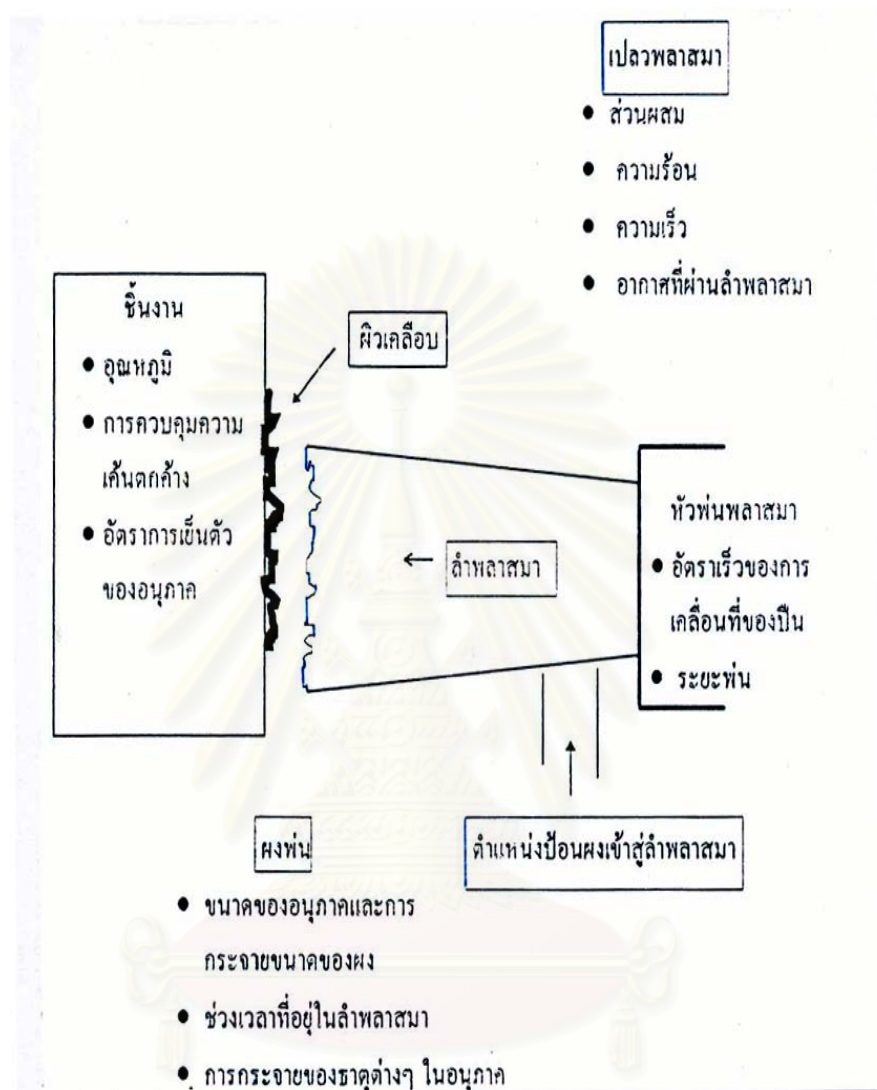 เปลวพลาสมา
● ส่วนผสม
● ความร้อน
● ความเร็ว
● อากาศที่ผ่านลำพลาสมา
ชิ้นงาน
● อุณหภูมิ
● การควบคุมความ
เค้นตกค้าง
● อัตราการเย็นตัว
ของอนุภาค
ผิวเคลือบ
ลำพลาสมา
หัวพ่นพลาสมา
● อัตราเร็วของการ
เคลื่อนที่ของปืน
● ระยะพ่น
ตำแหน่งป้อนผงเข้าสู่ลำพลาสมา
ผงพ่น
● ขนาดของอนุภาคและการ
กระจายขนาดของผง
● ช่วงเวลาที่อยู่ในลำพลาสมา
● การกระจายของธาตุต่างๆ ในอนุภาค